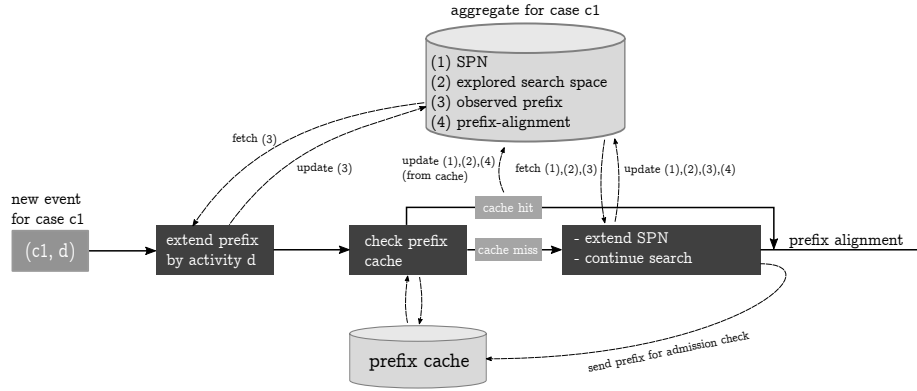 aggregate for case c1
(1) SPN
(2) explored search space
(3) observed prefix
(4) prefix-alignment
fetch (3)
update (3)
update (1),(2),(4)
(from cache)
fetch (1),(2),(3)
update (1),(2),(3),(4)
new event
for case c1
(c1, d)
extend prefix
by activity d
check prefix
cache
cache hit
cache miss
- extend SPN
- continue search
prefix alignment
prefix cache
send prefix for admission check